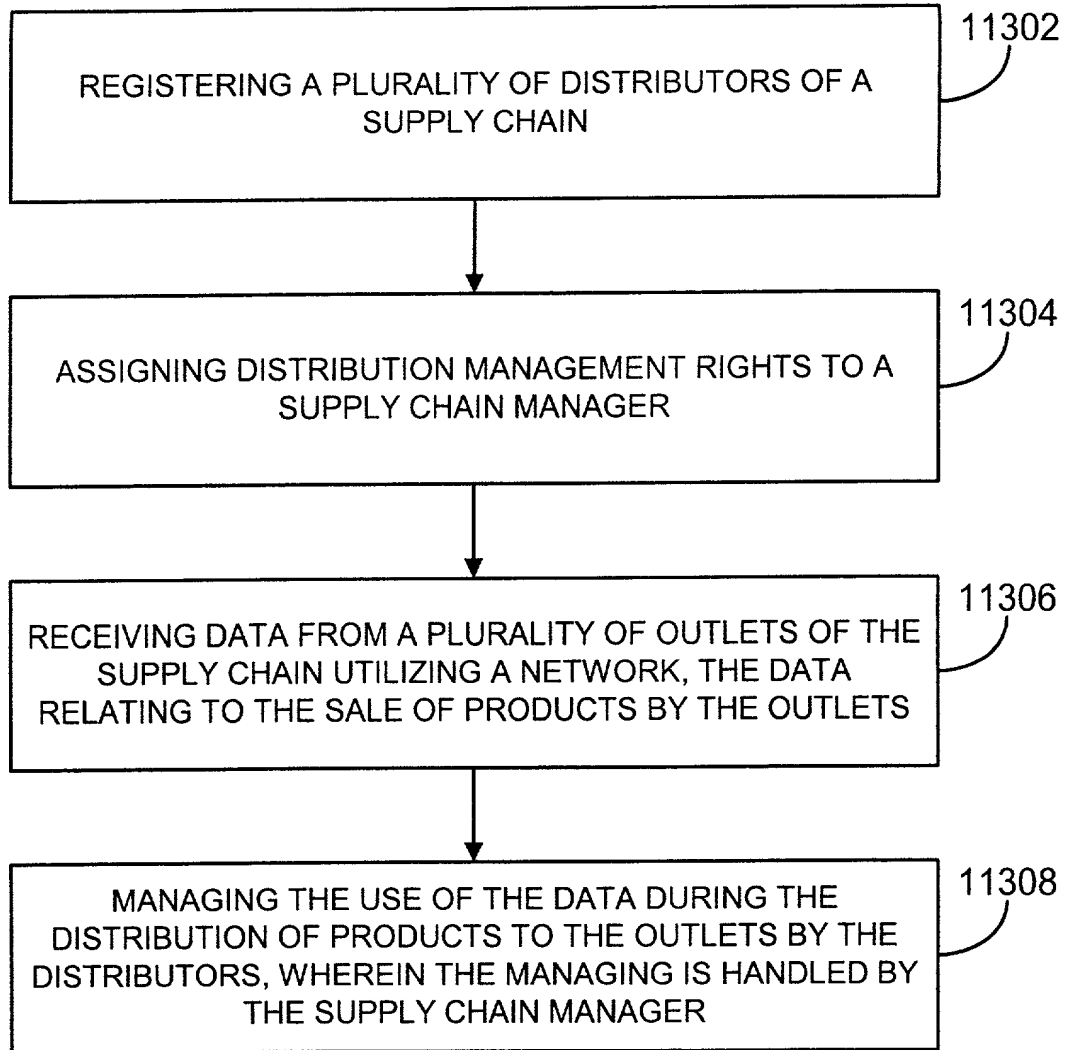 11302
REGISTERING A PLURALITY OF DISTRIBUTORS OF A
SUPPLY CHAIN
11304
ASSIGNING DISTRIBUTION MANAGEMENT RIGHTS TO A
SUPPLY CHAIN MANAGER
11306
RECEIVING DATA FROM A PLURALITY OF OUTLETS OF THE
SUPPLY CHAIN UTILIZING A NETWORK, THE DATA
RELATING TO THE SALE OF PRODUCTS BY THE OUTLETS
11308
MANAGING THE USE OF THE DATA DURING THE
DISTRIBUTION OF PRODUCTS TO THE OUTLETS BY THE
DISTRIBUTORS, WHEREIN THE MANAGING IS HANDLED BY
THE SUPPLY CHAIN MANAGER